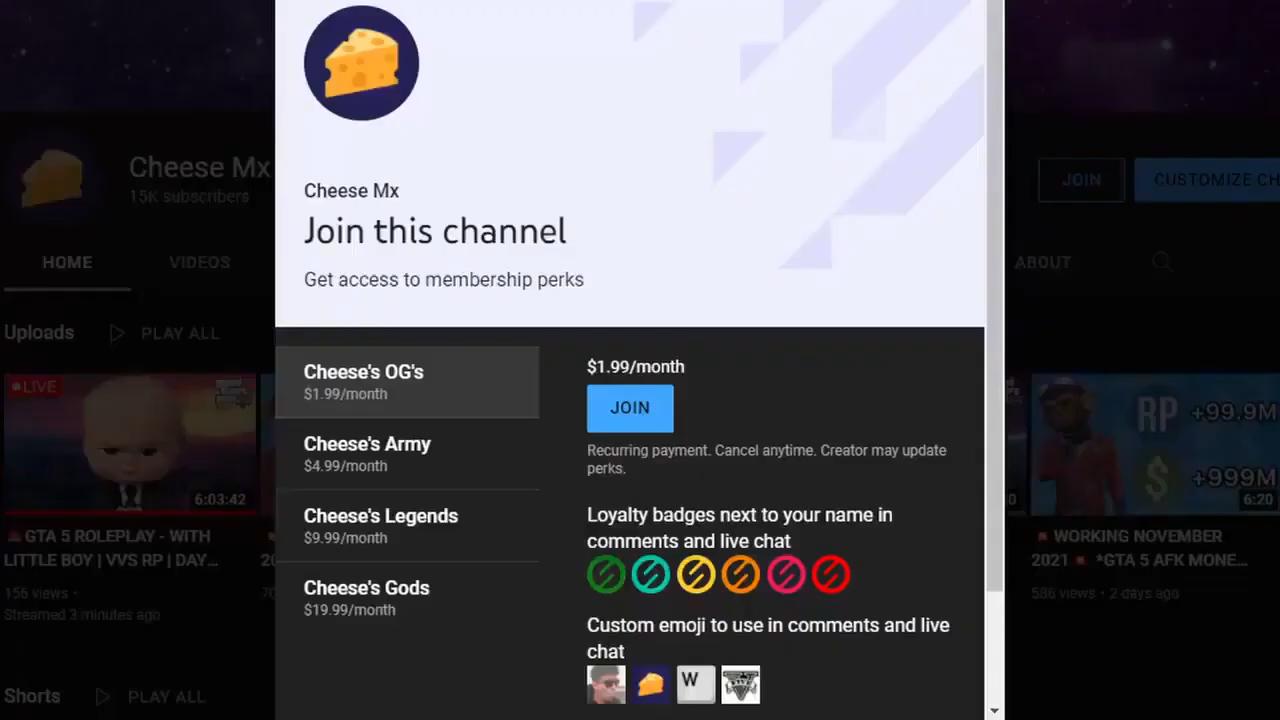 Cheese Mx
Join this channel
Get access to membership perks
Cheese's OG's
$1.99/month
Cheese's Army
$4.99/month
Cheese's Legends
$9.99/month
Cheese's Gods
$19.99/month
$1.99/month
JOIN
Recurring payment. Cancel anytime. Creator may update
perks.
Loyalty badges next to your name in
comments and live chat
Custom emoji to use in comments and live
chat
W
Cheese Mx
15K subscribers
JOIN
CUSTOMIZE CH
HOME
VIDEOS
ABOUT
Uploads
PLAY ALL
LIVE
6:03:42
GTA 5 ROLEPLAY - WITH
LITTLE BOY | VVS RP | DAY...
156 views •
Streamed 3 minutes ago
RP +99.9M
$ +999M
6:20
WORKING NOVEMBER
2021 *GTA 5 AFK MONE...
586 views • 2 days ago
Shorts
PLAY ALL